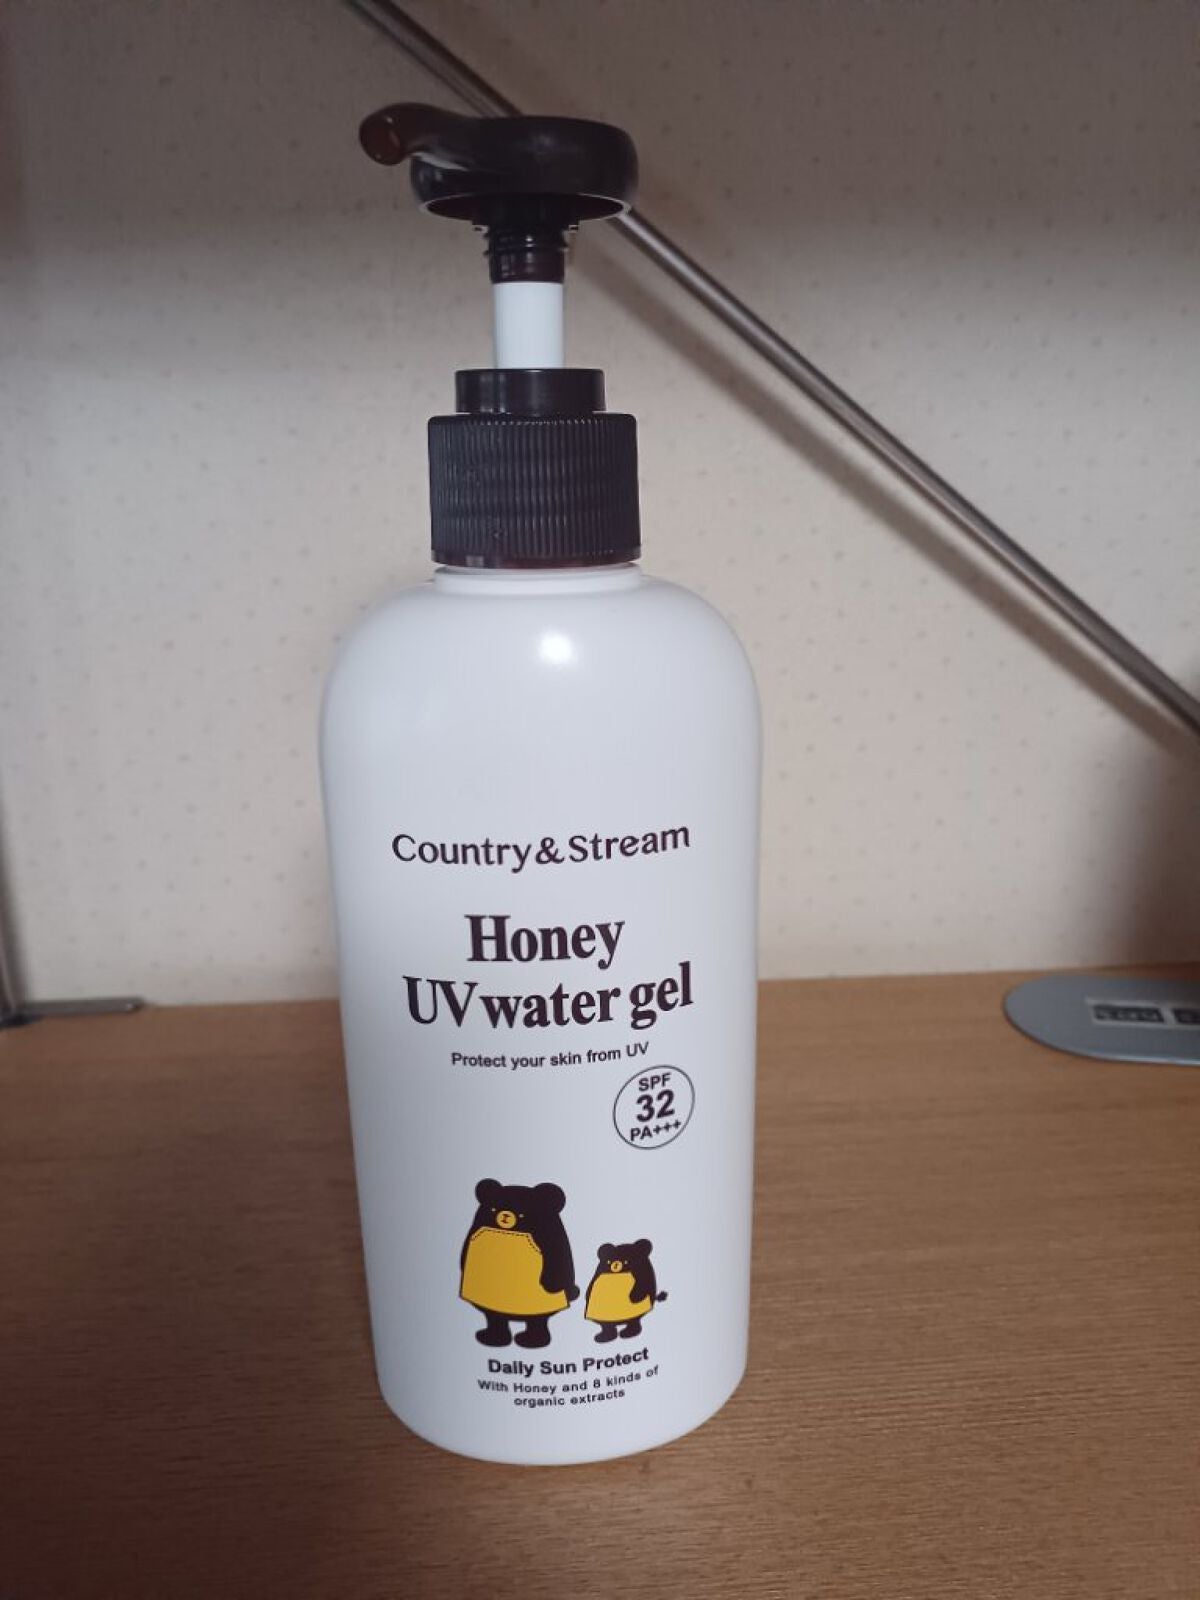 Country&Stream
Honey
UV water gel
Protect your skin from UV
SPF
32
PA+++
Daily Sun Protect
With Honey and 8 kinds of
organic extracts